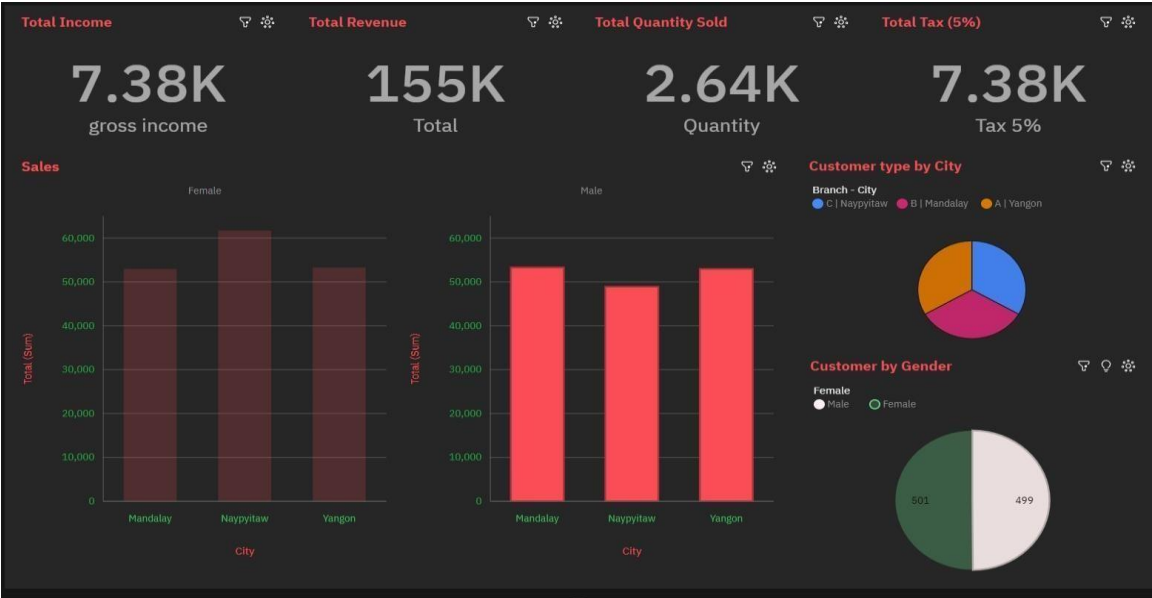 Total Income
7.38K
gross income
Total Revenue
155K
Total
Total Quantity Sold
2.64K
Quantity
Total Tax (5%)
7.38K
Tax 5%
Sales
Female
60,000
50,000
40,000
30,000
20,000
10,000
0
Total (Sum)
Mandalay Naypyitaw Yangon
City
Male
60,000
50,000
40,000
30,000
20,000
10,000
0
Total (Sum)
Mandalay Naypyitaw Yangon
City
Customer type by City
Branch - City
C | Naypyitaw B | Mandalay A | Yangon
Customer by Gender
Female
Male Female
501 499